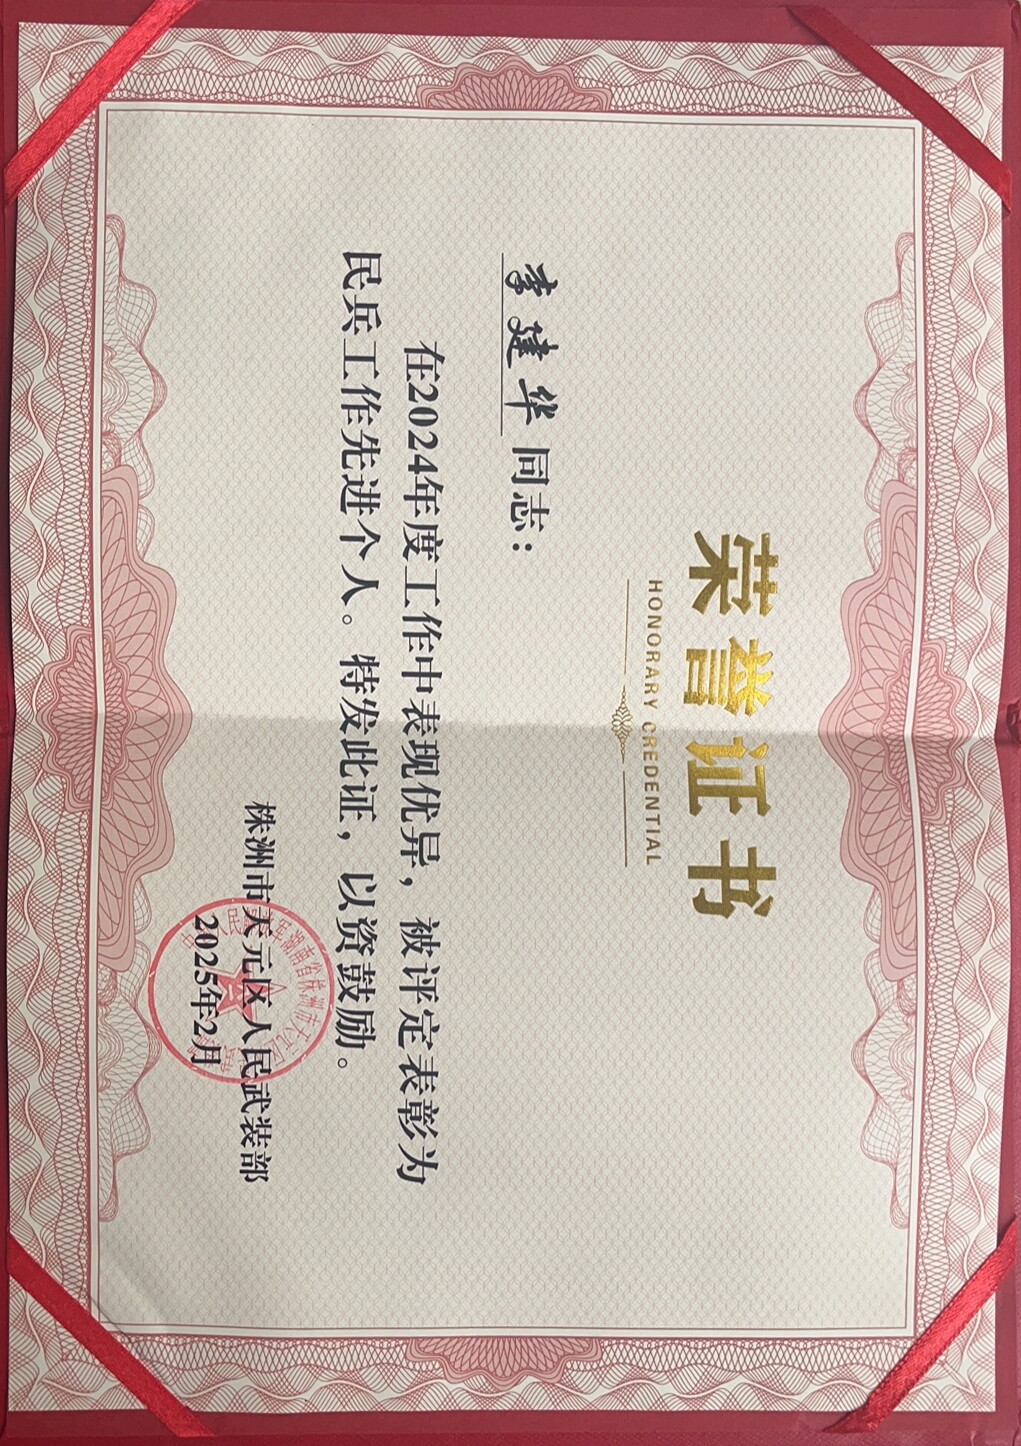 荣誉证书
HONORARY CREDENTIAL
李建华同志：
在2024年度工作中表现优异，被评定表彰为
民兵工作先进个人。特发此证，以资鼓励。
株洲市天元区人民武装部
2025年2月